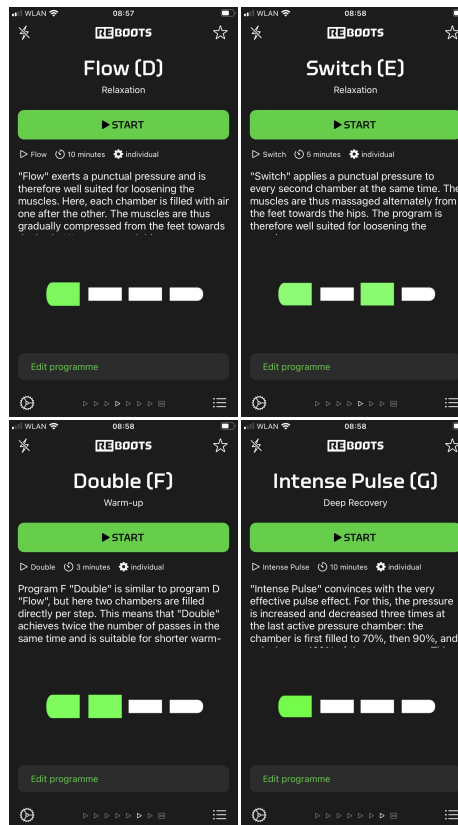 WLAN 08:57
REBOOTS
Flow (D)
Relaxation
START
Flow 10 minutes individual
"Flow" exerts a punctual pressure and is
therefore well suited for loosening the
muscles. Here, each chamber is filled with air
one after the other. The muscles are thus
gradually compressed from the feet towards
Edit programme
WLAN 08:58
REBOOTS
Switch (E)
Relaxation
START
Switch 5 minutes individual
"Switch" applies a punctual pressure to
every second chamber at the same time. The
muscles are thus massaged alternately from
the feet towards the hips. The program is
therefore well suited for loosening the
Edit programme
WLAN 08:58
REBOOTS
Double (F)
Warm-up
START
Double 3 minutes individual
Program F "Double" is similar to program D
"Flow", but here two chambers are filled
directly per step. This means that "Double"
achieves twice the number of passes in the
same time and is suitable for shorter warm-
Edit programme
WLAN 08:58
REBOOTS
Intense Pulse (G)
Deep Recovery
START
Intense Pulse 10 minutes individual
"Intense Pulse" convinces with the very
effective pulse effect. For this, the pressure
is increased and decreased three times at
the last active pressure chamber: the
chamber is first filled to 70%, then 90%, and
Edit programme